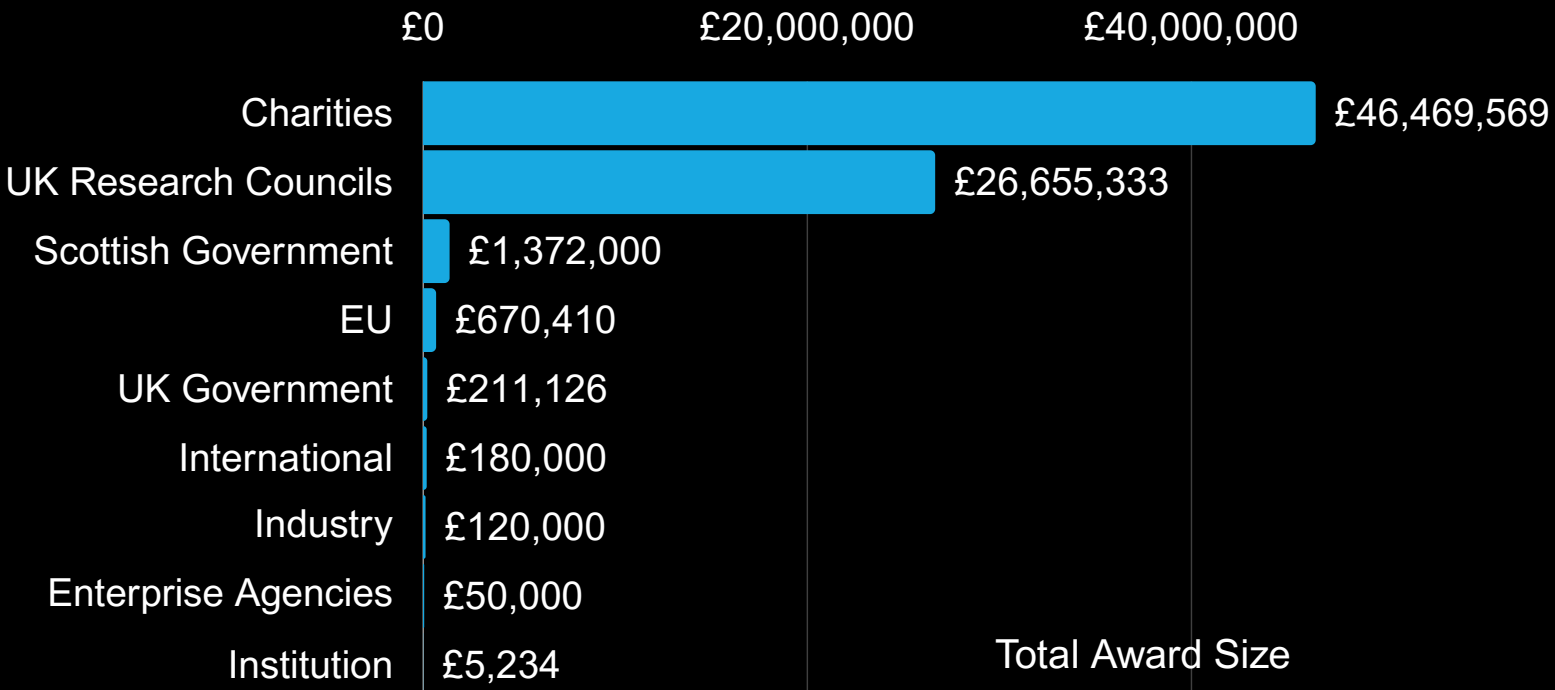 £0 £20,000,000 £40,000,000
Charities £46,469,569
UK Research Councils £26,655,333
Scottish Government £1,372,000
EU £670,410
UK Government £211,126
International £180,000
Industry £120,000
Enterprise Agencies £50,000
Institution £5,234
Total Award Size